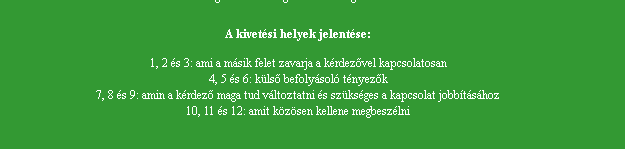 A kivetési helyek jelentése:
1, 2 és 3: ami a másik felet zavarja a kérdezővel kapcsolatosan
4, 5 és 6: külső befolyásoló tényezők
7, 8 és 9: amin a kérdező maga tud változtatni és szükséges a kapcsolat jobbításához
10, 11 és 12: amit közösen kellene megbeszélni